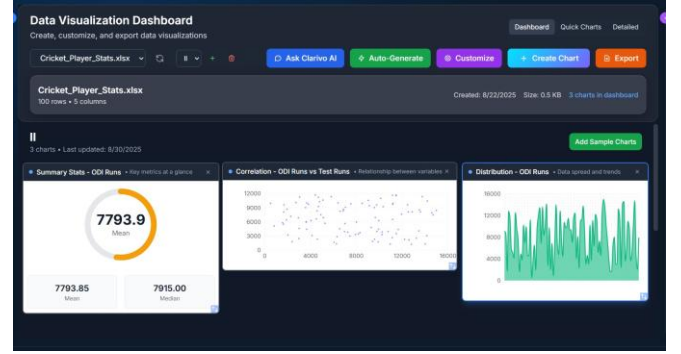 Data Visualization Dashboard
Create, customize, and export data visualizations
Dashboard Quick Charts Detailed
Cricket_Player_Stats.xlsx
Ask Clarivo AI
Auto-Generate
Customize
+ Create Chart
Export
Cricket_Player_Stats.xlsx
100 rows • 5 columns
Created: 8/22/2025 Size: 0.5 KB 3 charts in dashboard
3 charts • Last updated: 8/30/2025
Add Sample Charts
Summary Stats - ODI Runs • Key metrics at a glance ×
7793.9
Mean
7793.85
Mean
7915.00
Median
Correlation - ODI Runs vs Test Runs • Relationship between variables ×
12000
9000
6000
3000
0
0 4000 8000 12000 16000
Distribution - ODI Runs • Data spread and trends ×
16000
12000
8000
4000
0